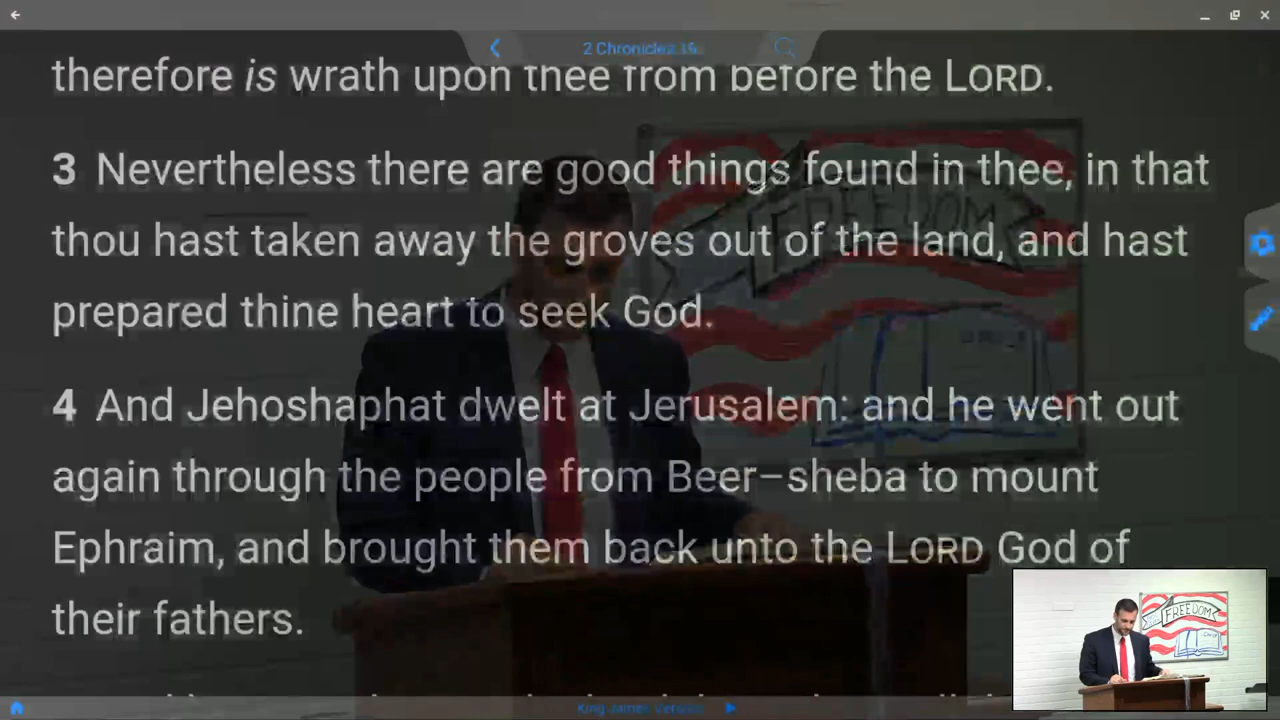 2 Chronicles 19
therefore is wrath upon thee from before the LORD.
3 Nevertheless there are good things found in thee, in that
thou hast taken away the groves out of the land, and hast
prepared thine heart to seek God.
4 And Jehoshaphat dwelt at Jerusalem: and he went out
again through the people from Beer–sheba to mount
Ephraim, and brought them back unto the LORD God of
their fathers.
King James Version
FREEDOM
FREEDOM